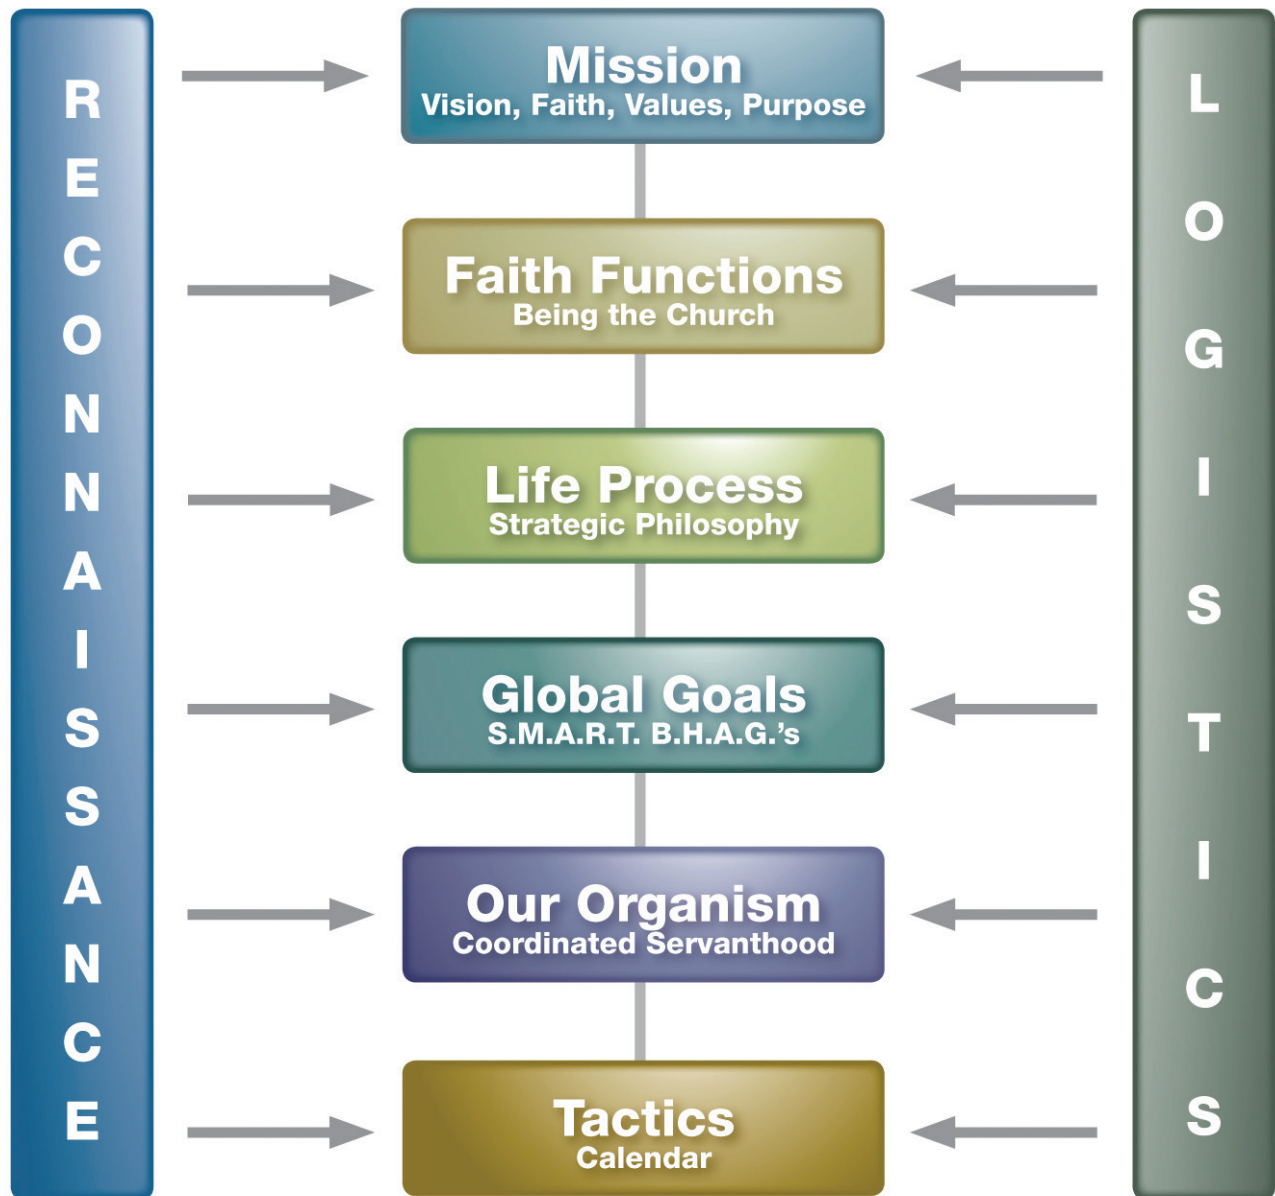 RECONNAISSANCE
Mission
Vision, Faith, Values, Purpose
Faith Functions
Being the Church
Life Process
Strategic Philosophy
Global Goals
S.M.A.R.T. B.H.A.G.’s
Our Organism
Coordinated Servanthood
Tactics
Calendar
LOGISTICS